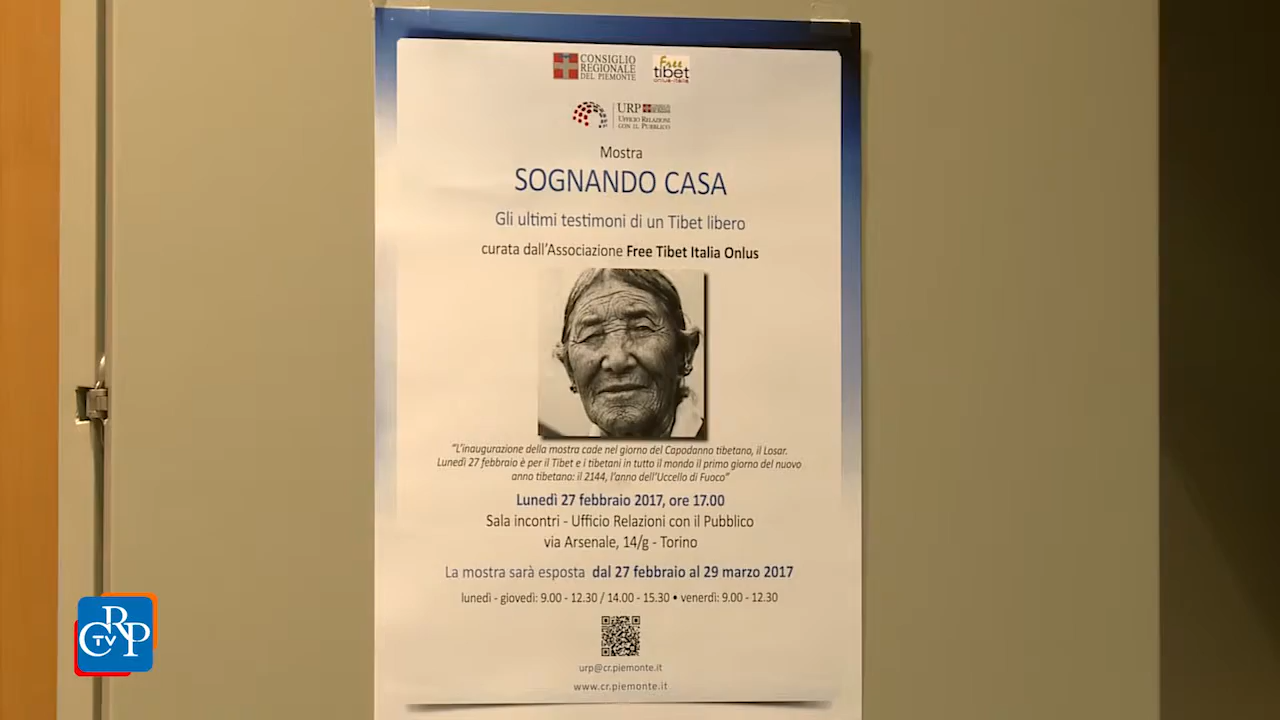 CONSIGLIO
REGIONALE
DEL PIEMONTE
Free
tibet
onlus-italia
URP
UFFICIO RELAZIONI
CON IL PUBBLICO
Mostra
SOGNANDO CASA
Gli ultimi testimoni di un Tibet libero
curata dall'Associazione Free Tibet Italia Onlus
"L'inaugurazione della mostra cade nel giorno del Capodanno tibetano, il Losar.
Lunedì 27 febbraio è per il Tibet e i tibetani in tutto il mondo il primo giorno del nuovo
anno tibetano: il 2144, l'anno dell'Uccello di Fuoco"
Lunedì 27 febbraio 2017, ore 17.00
Sala incontri - Ufficio Relazioni con il Pubblico
via Arsenale, 14/g - Torino
La mostra sarà esposta dal 27 febbraio al 29 marzo 2017
lunedì - giovedì: 9.00 - 12.30 / 14.00 - 15.30 • venerdì: 9.00 - 12.30
urp@cr.piemonte.it
www.cr.piemonte.it
CRP
TV